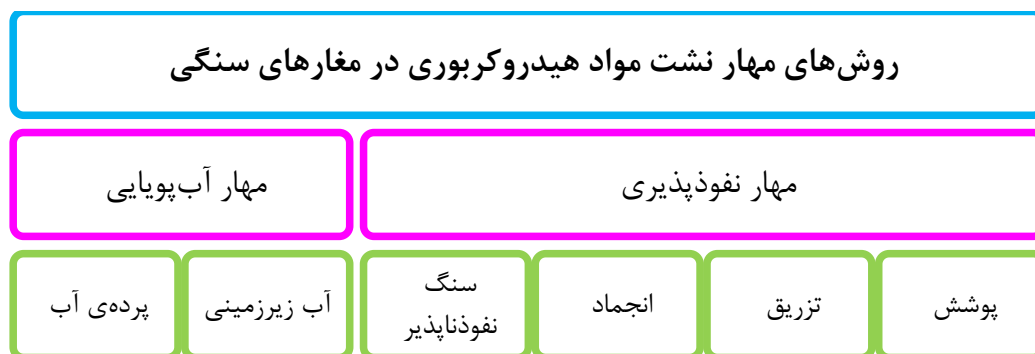 روش‌های مهار نشت مواد هیدروکربوری در مغارهای سنگی
مهار نفوذپذیری
مهار آب‌پویایی
پوشش
تزریق
انجماد
سنگ
نفوذناپذیر
آب زیرزمینی
پرده‌ی آب